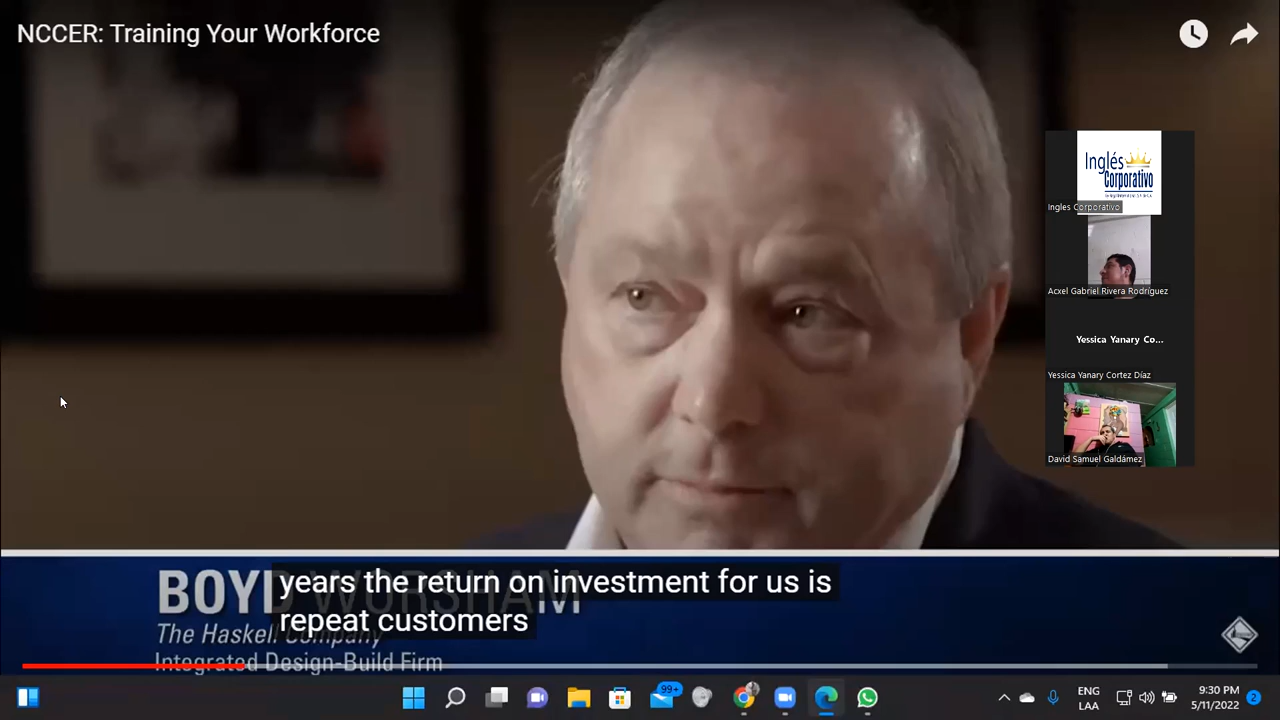 NCCER: Training Your Workforce
Inglés
Corporativo
Ingles Corporativo
Acxel Gabriel Rivera Rodríguez
Yessica Yanary Co...
Yessica Yanary Cortez Díaz
David Samuel Galdámez
BOYD WORSHAM
years the return on investment for us is
repeat customers
The Haskell Company
Integrated Design-Build Firm
99+
ENG
LAA
9:30 PM
5/11/2022
2